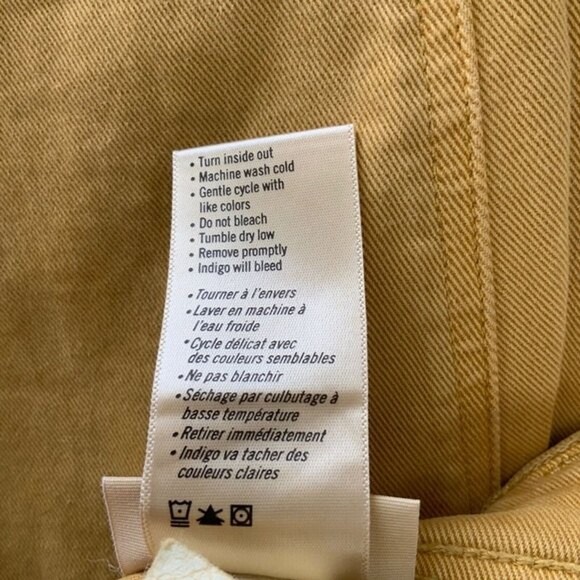 • Turn inside out
• Machine wash cold
• Gentle cycle with
like colors
• Do not bleach
• Tumble dry low
• Remove promptly
• Indigo will bleed
• Tourner à l'envers
• Laver en machine à
l'eau froide
• Cycle délicat avec
des couleurs semblables
• Ne pas blanchir
• Séchage par culbutage à
basse température
• Retirer immédiatement
• Indigo va tacher des
couleurs claires